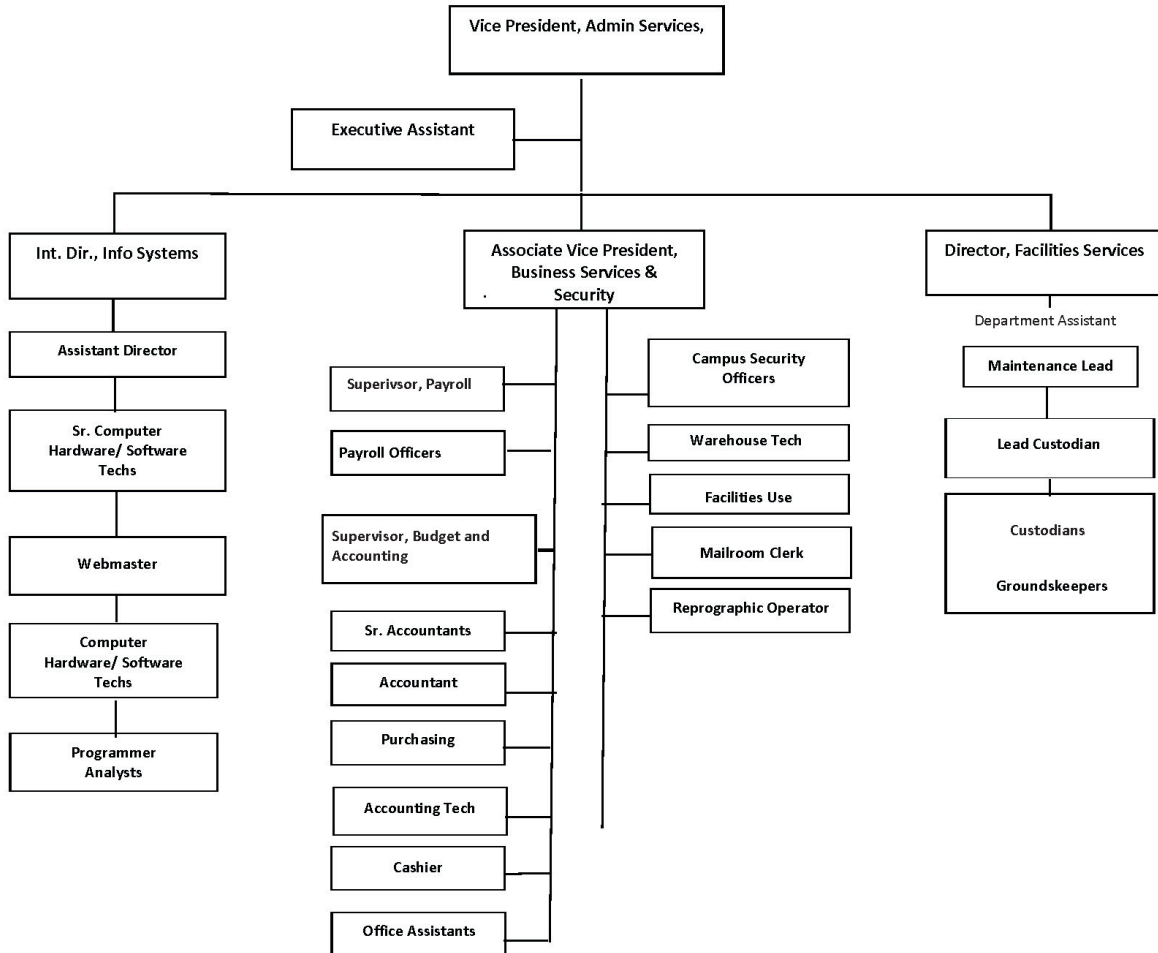 Vice President, Admin Services,
Executive Assistant
Int. Dir., Info Systems
Assistant Director
Sr. Computer
Hardware/ Software
Techs
Webmaster
Computer
Hardware/ Software
Techs
Programmer
Analysts
Associate Vice President,
Business Services &
Security
.
Superivsor, Payroll
Payroll Officers
Supervisor, Budget and
Accounting
Sr. Accountants
Accountant
Purchasing
Accounting Tech
Cashier
Office Assistants
Campus Security
Officers
Warehouse Tech
Facilities Use
Mailroom Clerk
Reprographic Operator
Director, Facilities Services
Department Assistant
Maintenance Lead
Lead Custodian
Custodians
Groundskeepers